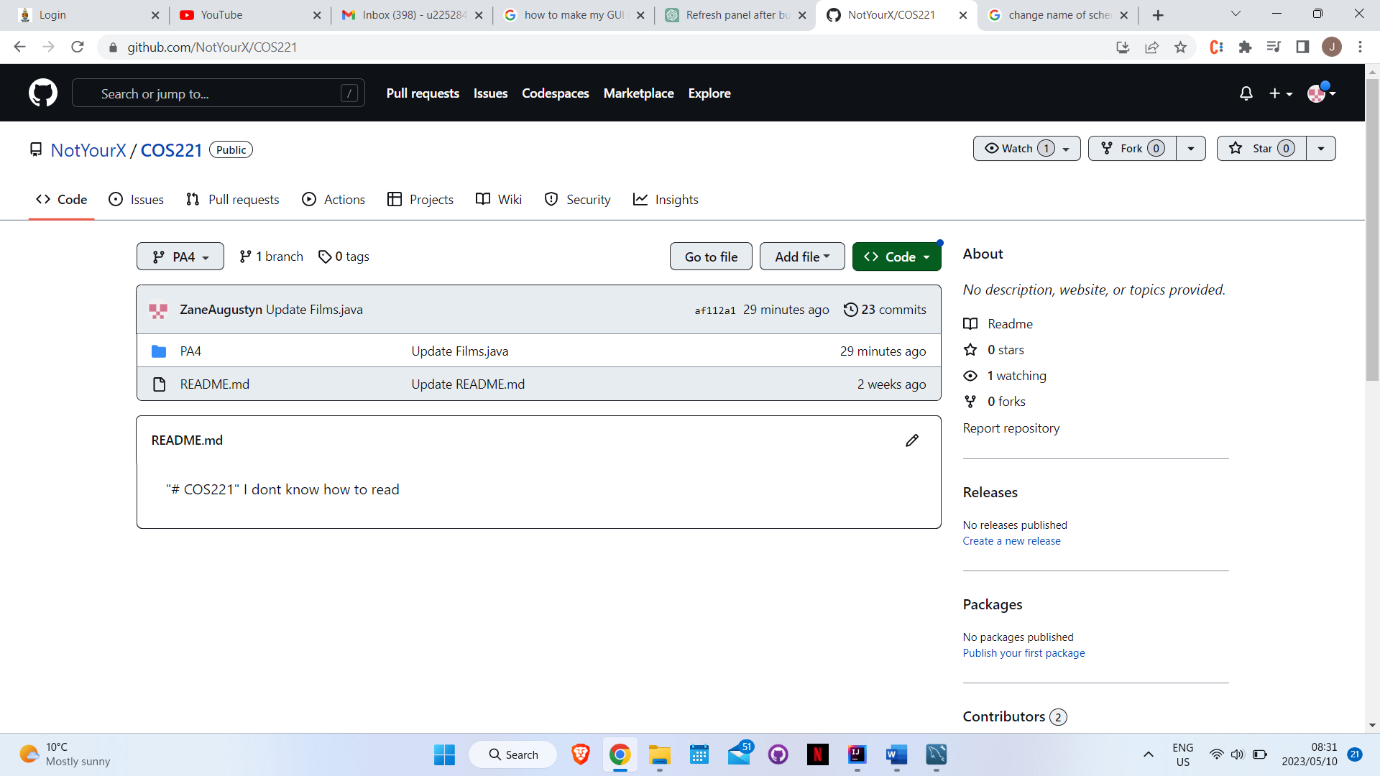 Login
YouTube
Inbox (398) - u225284
how to make my GUI
Refresh panel after bu
NotYourX/COS221
change name of sche
github.com/NotYourX/COS221
J
Search or jump to...
/
Pull requests Issues Codespaces Marketplace Explore
NotYourX / COS221 Public
Watch 1
Fork 0
Star 0
Code Issues Pull requests Actions Projects Wiki Security Insights
PA4 1 branch 0 tags Go to file Add file Code
ZaneAugustyn Update Films.java af112a1 29 minutes ago 23 commits
PA4 Update Films.java 29 minutes ago
README.md Update README.md 2 weeks ago
README.md
"# COS221" I dont know how to read
About
No description, website, or topics provided.
Readme
0 stars
1 watching
0 forks
Report repository
Releases
No releases published
Create a new release
Packages
No packages published
Publish your first package
Contributors 2
10°C
Mostly sunny
Search
51
N
IJ
W
ENG
US
08:31
2023/05/10
21